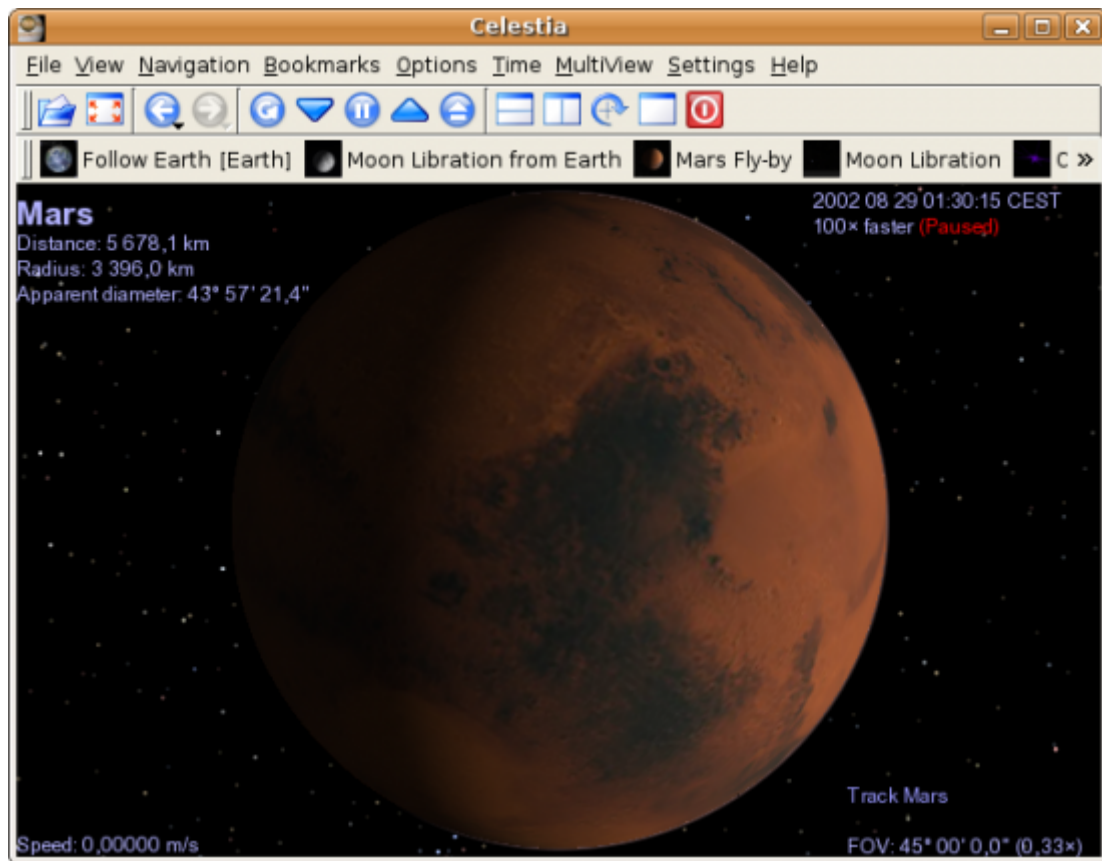 Celestia
File View Navigation Bookmarks Options Time MultiView Settings Help
Follow Earth [Earth] Moon Libration from Earth Mars Fly-by Moon Libration C »
Mars
Distance: 5 678,1 km
Radius: 3 396,0 km
Apparent diameter: 43° 57' 21,4"
2002 08 29 01:30:15 CEST
100× faster (Paused)
Track Mars
Speed: 0,00000 m/s
FOV: 45° 00' 0,0" (0,33×)